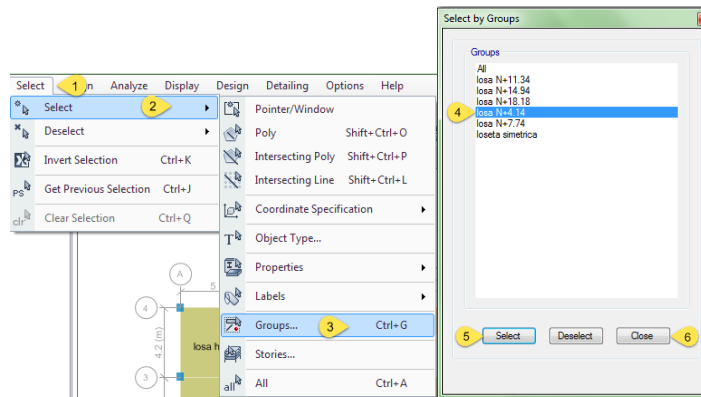 Select by Groups
Groups
All
losa N+11.34
losa N+14.94
losa N+18.18
4
losa N+4.14
losa N+7.74
loseta simetrica
5
Select
Deselect
Close
6
Select
1
n
Analyze
Display
Design
Detailing
Options
Help
Select
2
Deselect
Invert Selection
Ctrl+K
PS
Get Previous Selection
Ctrl+J
clr
Clear Selection
Ctrl+Q
Pointer/Window
Poly
Shift+Ctrl+O
Intersecting Poly
Shift+Ctrl+P
Intersecting Line
Shift+Ctrl+L
Coordinate Specification
T
Object Type...
Properties
Labels
Groups...
3
Ctrl+G
Stories...
all
All
Ctrl+A
A
5
4
4.2 (m)
losa h
3